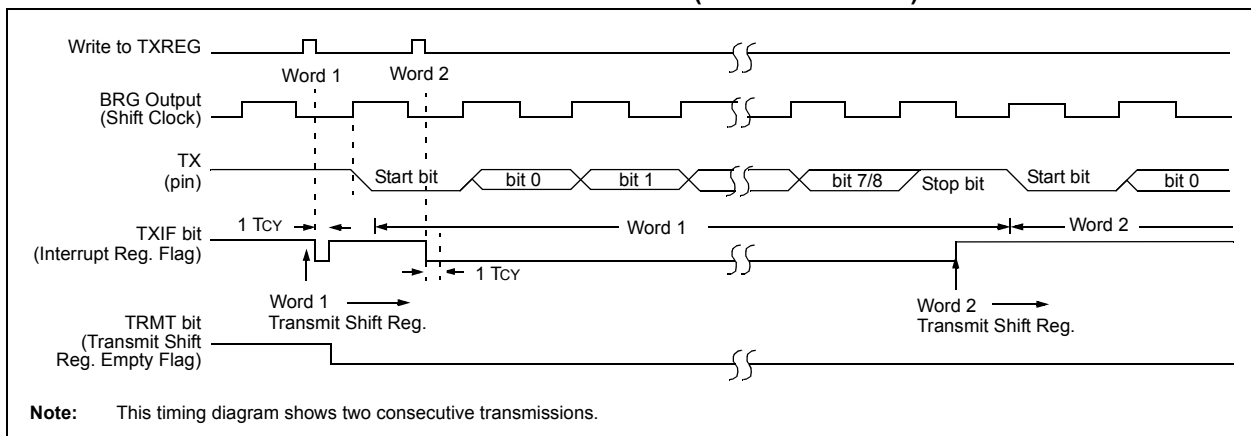 Write to TXREG
Word 1
Word 2
BRG Output
(Shift Clock)
TX
(pin)
Start bit
bit 0
bit 1
bit 7/8
Stop bit
Start bit
bit 0
1 TCY
TXIF bit
(Interrupt Reg. Flag)
Word 1
Word 2
1 TCY
Word 1
Transmit Shift Reg.
Word 2
Transmit Shift Reg.
TRMT bit
(Transmit Shift
Reg. Empty Flag)
Note: This timing diagram shows two consecutive transmissions.